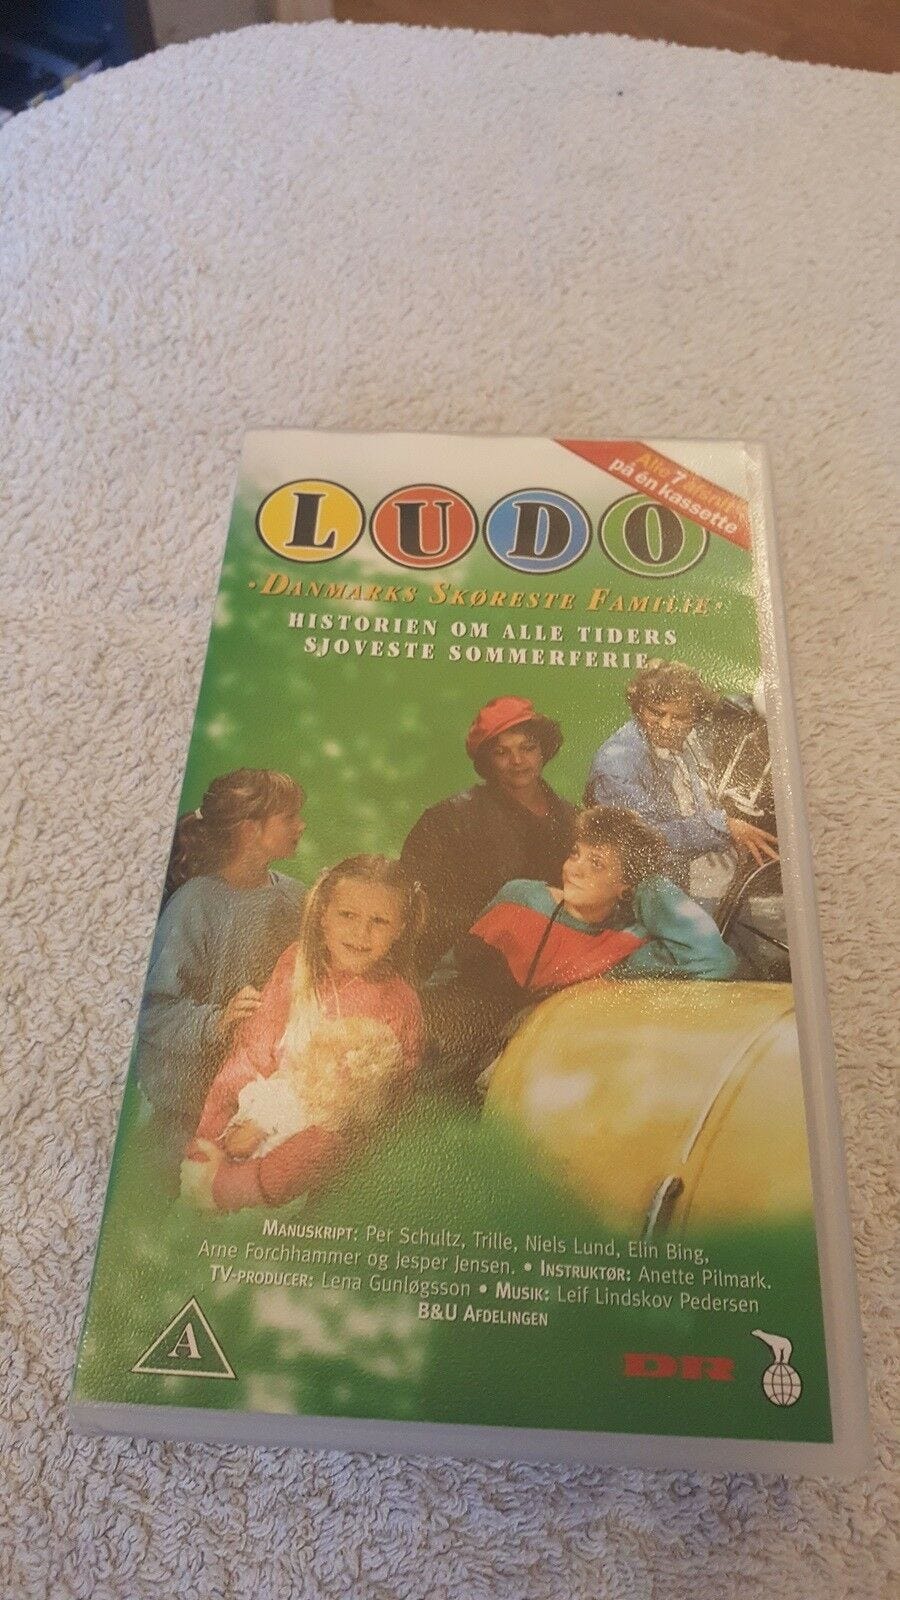 Alle 7 afsnit
på én kassette
LUDO
· DANMARKS SKØRESTE FAMILIE ·
HISTORIEN OM ALLE TIDERS
SJOVESTE SOMMERFERIE
MANUSKRIPT: Per Schultz, Trille, Niels Lund, Elin Bing,
Arne Forchhammer og Jesper Jensen. • INSTRUKTØR: Anette Pilmark.
TV-PRODUCER: Lena Gunløgsson • MUSIK: Leif Lindskov Pedersen
B&U AFDELINGEN
A
DR